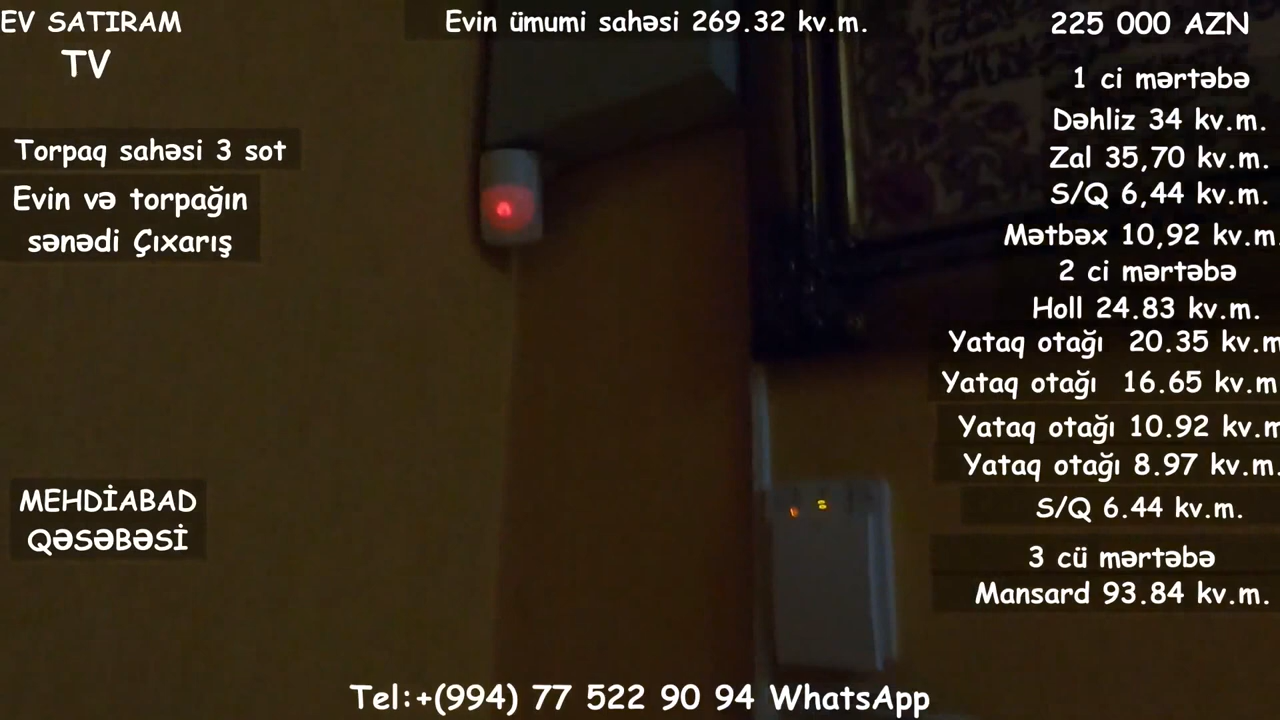 EV SATIRAM
TV
Evin ümumi sahəsi 269.32 kv.m.
225 000 AZN
Torpaq sahəsi 3 sot
Evin və torpağın
sənədi Çıxarış
MEHDİABAD
QƏSƏBƏSİ
1 ci mərtəbə
Dəhliz 34 kv.m.
Zal 35,70 kv.m.
S/Q 6,44 kv.m.
Mətbəx 10,92 kv.m.
2 ci mərtəbə
Holl 24.83 kv.m.
Yataq otağı 20.35 kv.m
Yataq otağı 16.65 kv.m
Yataq otağı 10.92 kv.m
Yataq otağı 8.97 kv.m.
S/Q 6.44 kv.m.
3 cü mərtəbə
Mansard 93.84 kv.m.
Tel:+(994) 77 522 90 94 WhatsApp